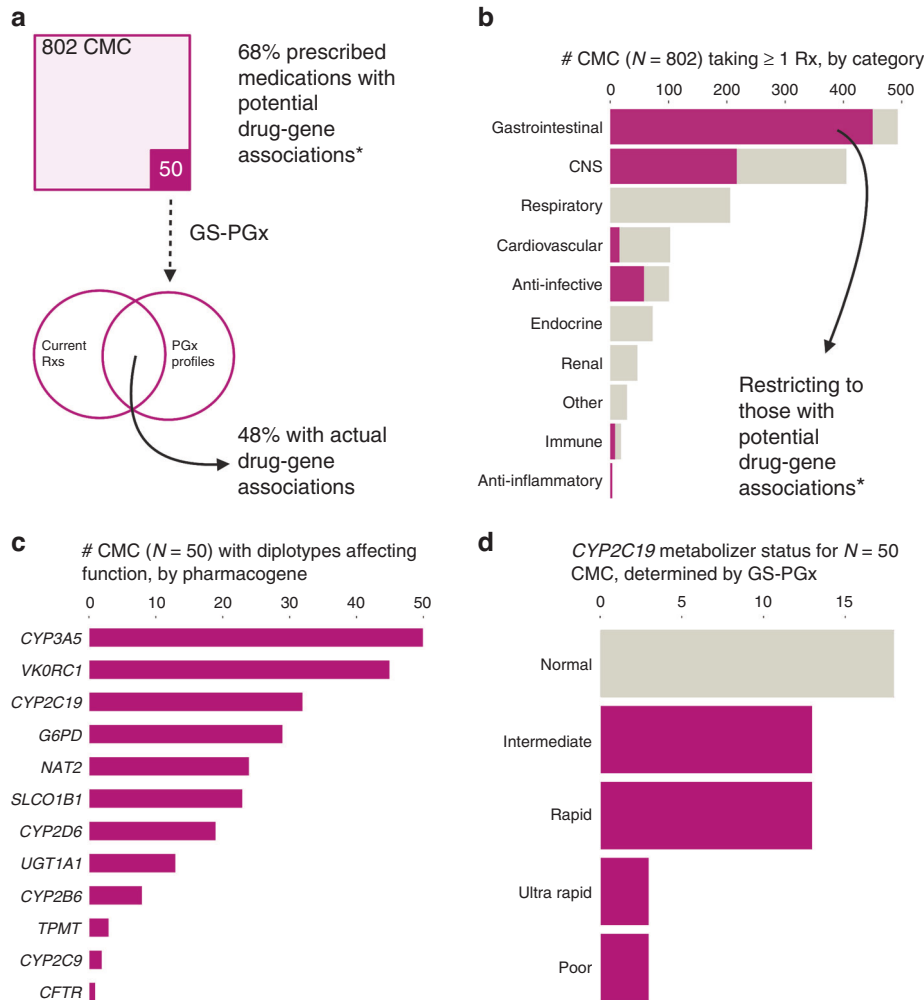 a
802 CMC
50
68% prescribed
medications with
potential
drug-gene
associations*
GS-PGx
Current
Rxs
PGx
profiles
48% with actual
drug-gene
associations
b
# CMC (N = 802) taking ≥ 1 Rx, by category
0 100 200 300 400 500
Gastrointestinal
CNS
Respiratory
Cardiovascular
Anti-infective
Endocrine
Renal
Other
Immune
Anti-inflammatory
Restricting to
those with
potential
drug-gene
associations*
c
# CMC (N = 50) with diplotypes affecting
function, by pharmacogene
0 10 20 30 40 50
CYP3A5
VK0RC1
CYP2C19
G6PD
NAT2
SLCO1B1
CYP2D6
UGT1A1
CYP2B6
TPMT
CYP2C9
CFTR
d
CYP2C19 metabolizer status for N = 50
CMC, determined by GS-PGx
0 5 10 15
Normal
Intermediate
Rapid
Ultra rapid
Poor